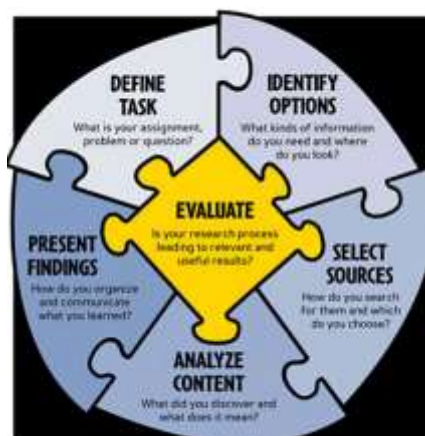 DEFINE
TASK
What is your assignment,
problem or question?
IDENTIFY
OPTIONS
What kinds of information
do you need and where
do you look?
EVALUATE
Is your research process
leading to relevant and
useful results?
SELECT
SOURCES
How do you search
for them and which
do you choose?
ANALYZE
CONTENT
What did you discover and
what does it mean?
PRESENT
FINDINGS
How do you organize
and communicate
what you learned?